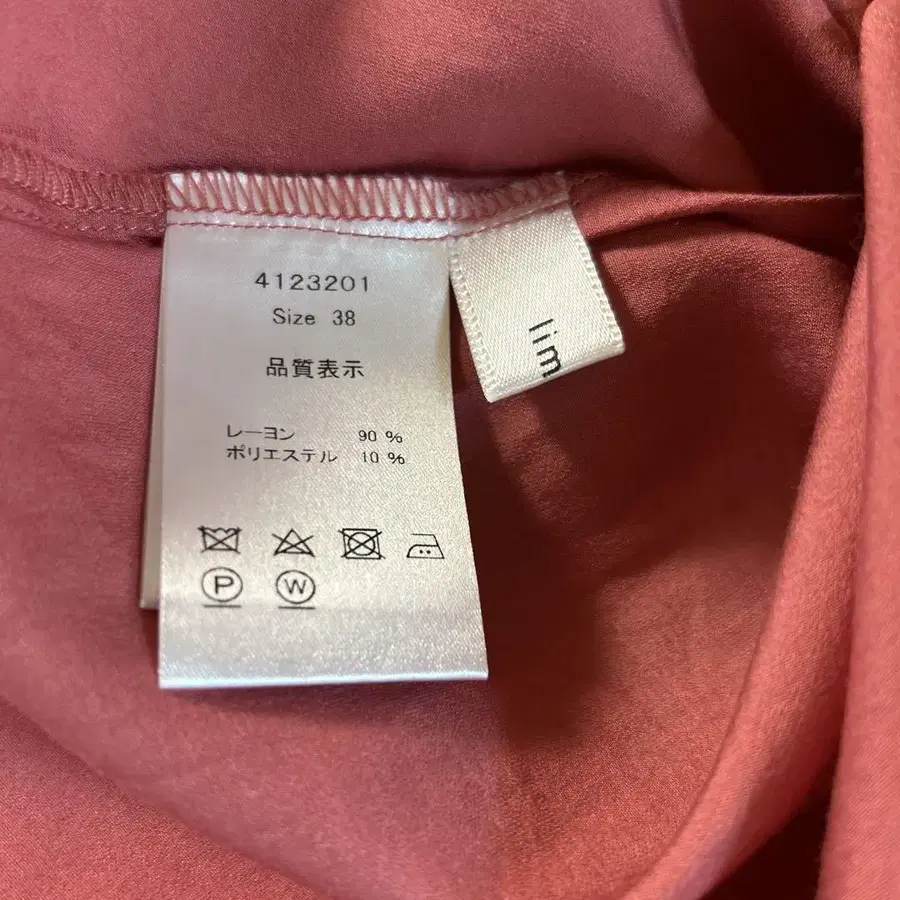 4123201
Size 38
品質表示
レーヨン 90 %
ポリエステル 10 %
P W
lim